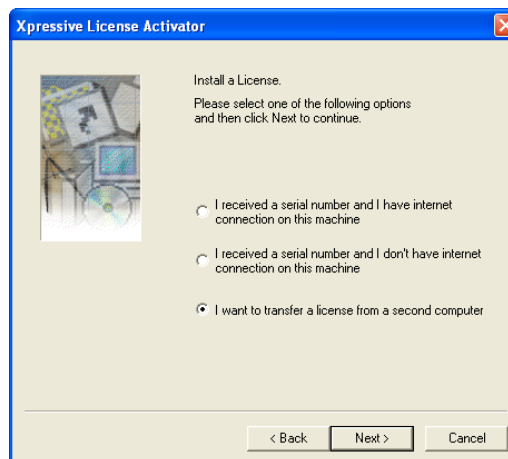 Xpressive License Activator
Install a License.
Please select one of the following options
and then click Next to continue.
I received a serial number and I have internet
connection on this machine
I received a serial number and I don't have internet
connection on this machine
I want to transfer a license from a second computer
< Back
Next >
Cancel